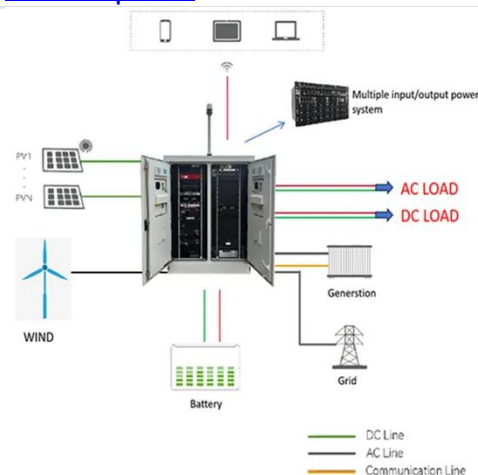 Multiple input/output power
system
PV1
PVN
AC LOAD
DC LOAD
Generstion
WIND
Grid
Battery
DC Line
AC Line
Communication Line